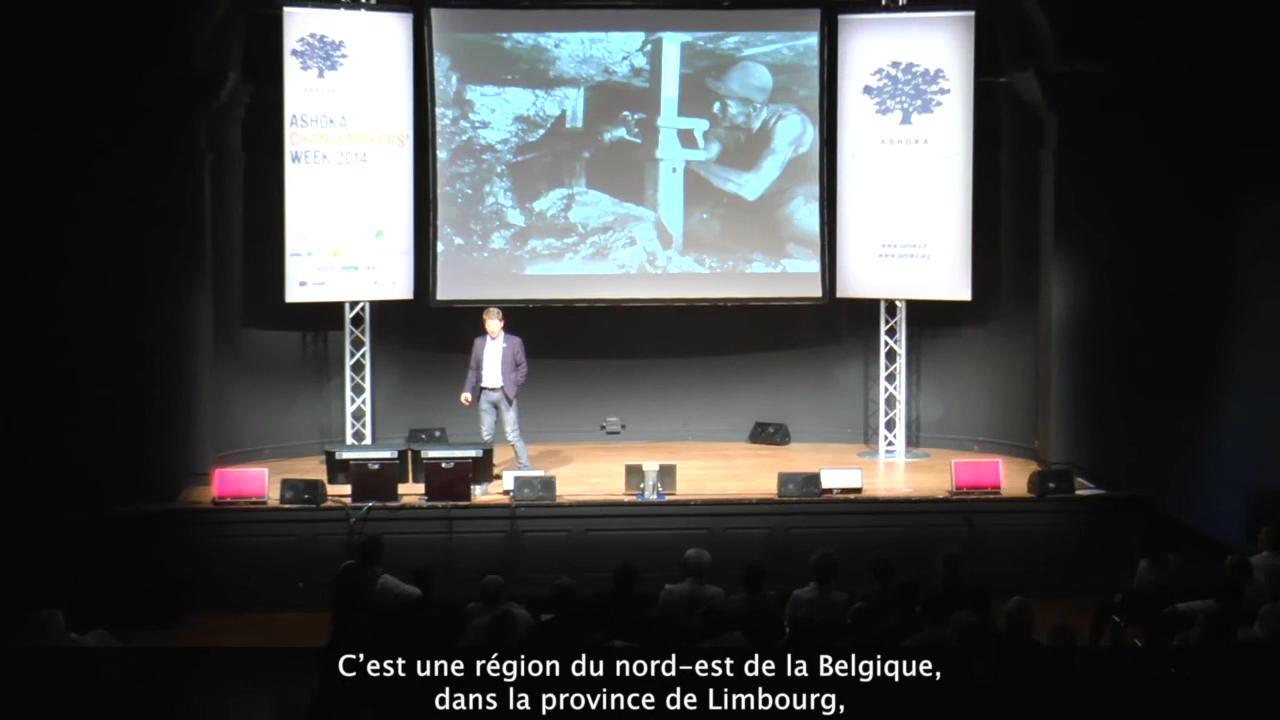 ASHOKA
CHANGEMAKERS'
WEEK 2014
ASHOKA
C'est une région du nord-est de la Belgique,
dans la province de Limbourg,